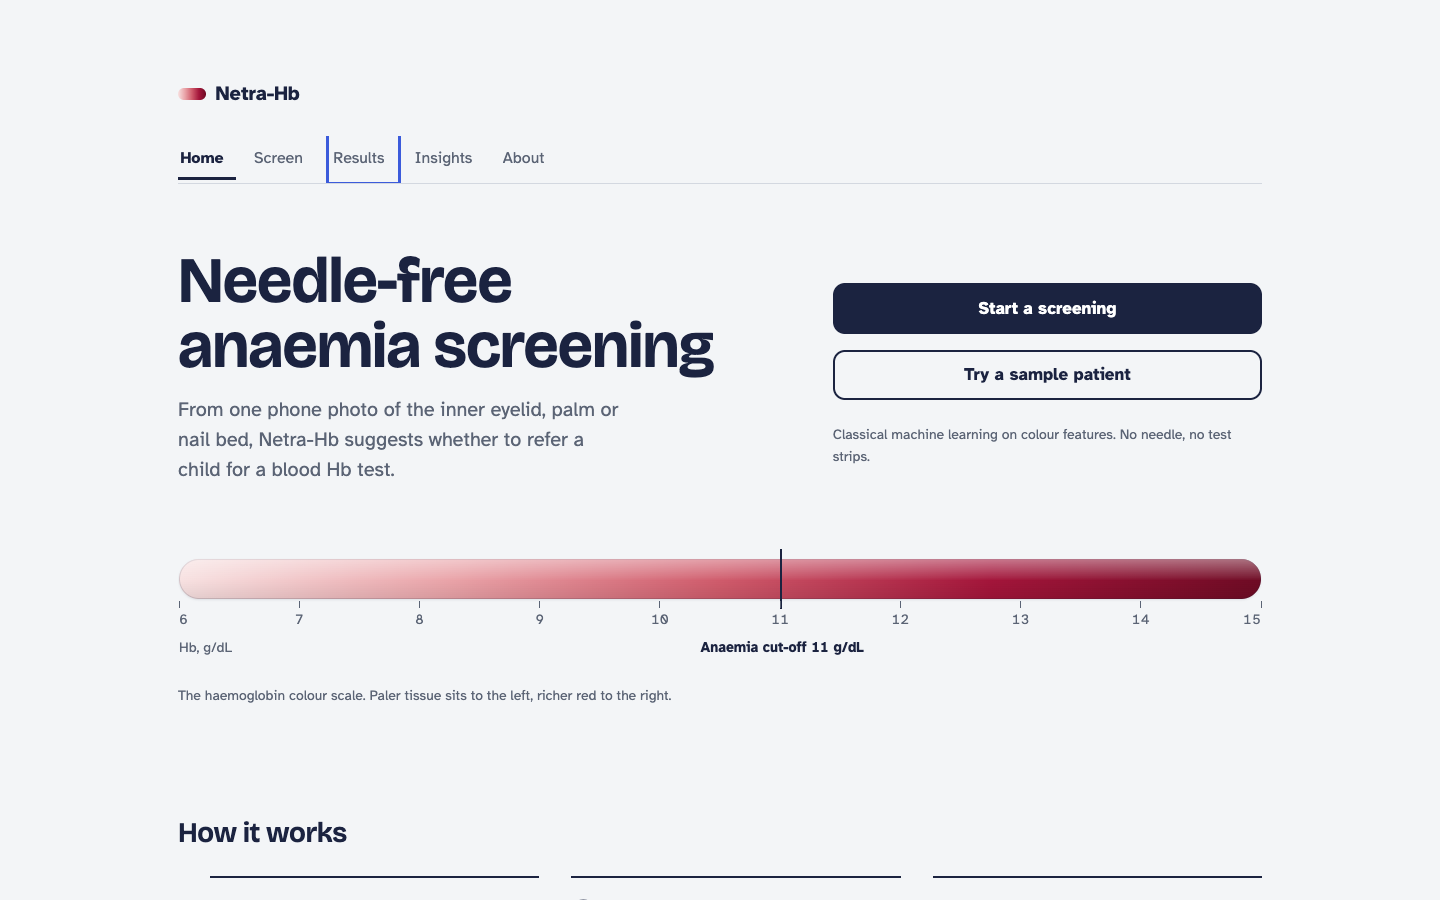 Netra-Hb
Home Screen Results Insights About
Needle-free
anaemia screening
From one phone photo of the inner eyelid, palm or
nail bed, Netra-Hb suggests whether to refer a
child for a blood Hb test.
Start a screening
Try a sample patient
Classical machine learning on colour features. No needle, no test
strips.
6 7 8 9 10 11 12 13 14 15
Hb, g/dL
Anaemia cut-off 11 g/dL
The haemoglobin colour scale. Paler tissue sits to the left, richer red to the right.
How it works